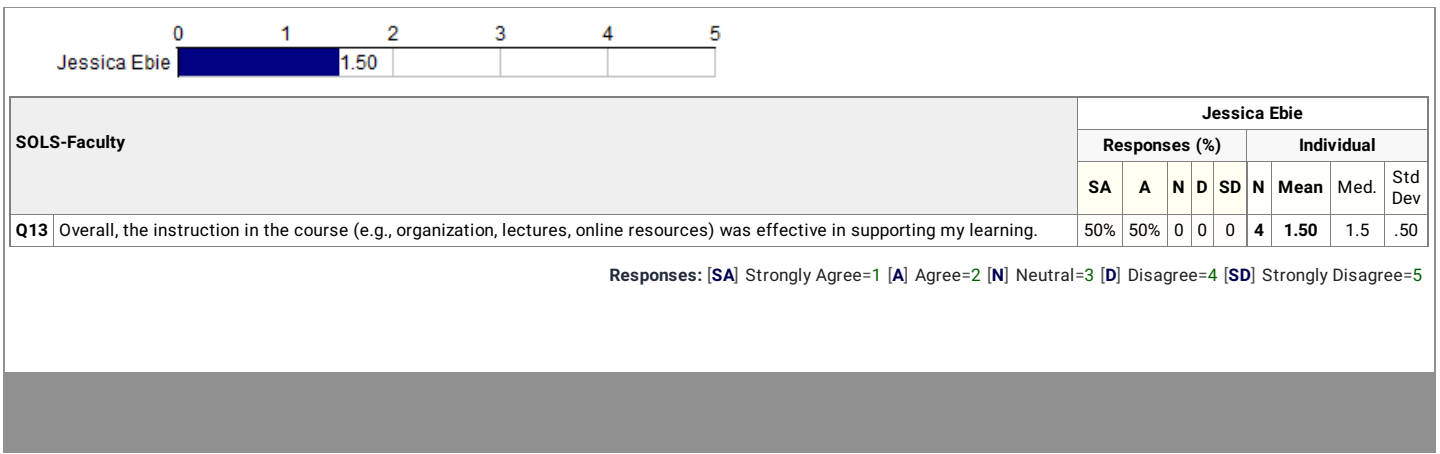 0 1 2 3 4 5
Jessica Ebie 1.50
Jessica Ebie
SOLS-Faculty
Responses (%) Individual
SA A N D SD N Mean Med. Std Dev
Q13 Overall, the instruction in the course (e.g., organization, lectures, online resources) was effective in supporting my learning. 50% 50% 0 0 0 4 1.50 1.5 .50
Responses: [SA] Strongly Agree=1 [A] Agree=2 [N] Neutral=3 [D] Disagree=4 [SD] Strongly Disagree=5